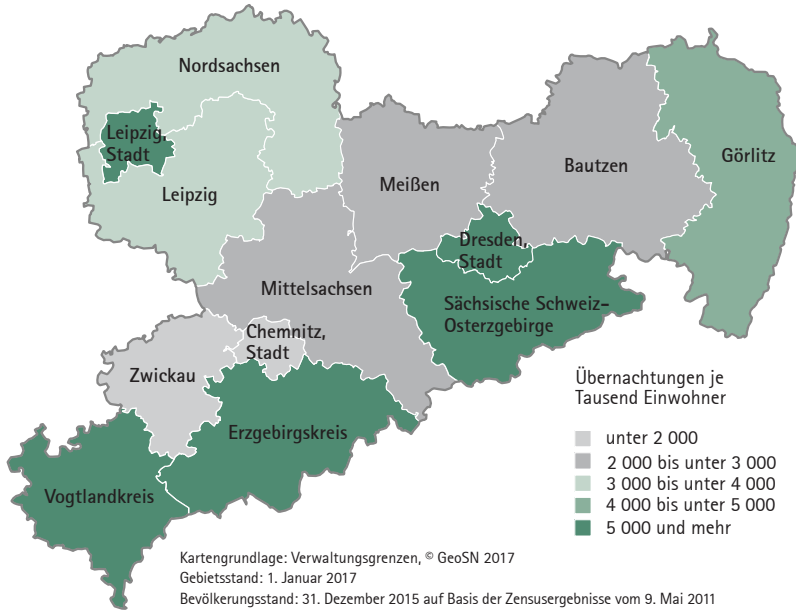 Nordsachsen
Leipzig,
Stadt
Leipzig
Meißen
Bautzen
Görlitz
Dresden,
Stadt
Mittelsachsen
Sächsische Schweiz-
Osterzgebirge
Chemnitz,
Stadt
Zwickau
Erzgebirgskreis
Vogtlandkreis
Übernachtungen je
Tausend Einwohner
unter 2 000
2 000 bis unter 3 000
3 000 bis unter 4 000
4 000 bis unter 5 000
5 000 und mehr
Kartengrundlage: Verwaltungsgrenzen, © GeoSN 2017
Gebietsstand: 1. Januar 2017
Bevölkerungsstand: 31. Dezember 2015 auf Basis der Zensusergebnisse vom 9. Mai 2011